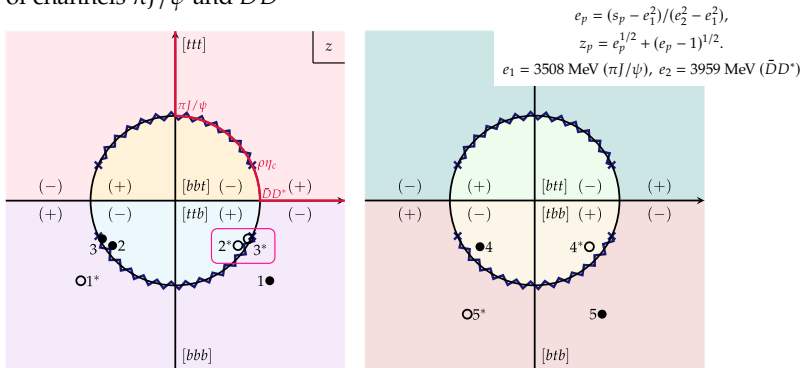 of channels πJ/ψ and D̄D*
e_p = (s_p − e_1^2)/(e_2^2 − e_1^2),
z_p = e_p^{1/2} + (e_p − 1)^{1/2}.
e_1 = 3508 MeV (πJ/ψ), e_2 = 3959 MeV (D̄D*)
[ttt]
z
πJ/ψ
ρη_c
(−) (+) [bbt] (−) D̄D* (+)
(+) (−) [ttb] (+) (−)
3 2 2* 3*
1* 1
[bbb]
(−) (+) [btt] (−) (+)
(+) (−) [tbb] (+) (−)
4 4*
5* 5
[btb]